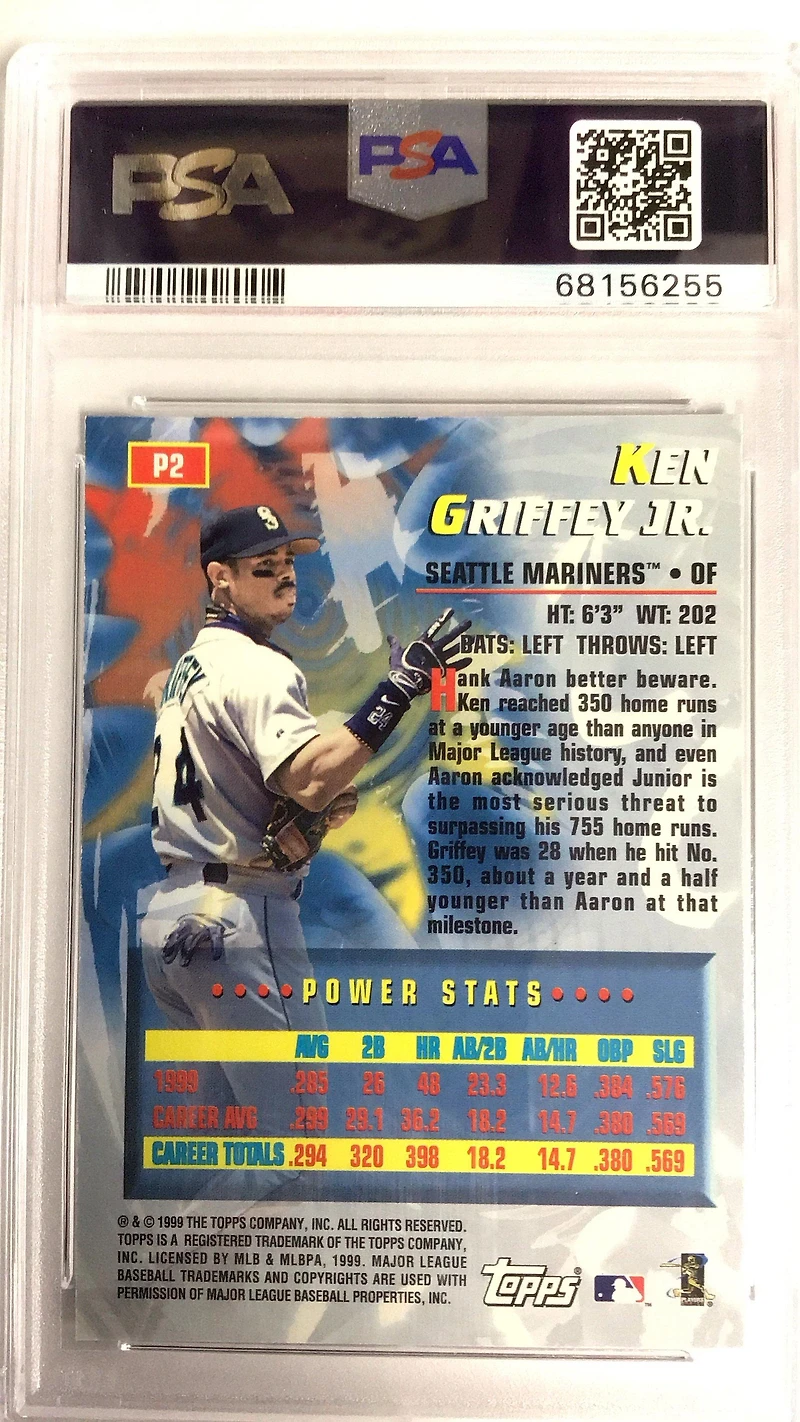 PSA
PSA
68156255
P2
KEN
GRIFFEY JR.
SEATTLE MARINERS™ • OF
HT: 6'3" WT: 202
BATS: LEFT THROWS: LEFT
Hank Aaron better beware.
Ken reached 350 home runs
at a younger age than anyone in
Major League history, and even
Aaron acknowledged Junior is
the most serious threat to
surpassing his 755 home runs.
Griffey was 28 when he hit No.
350, about a year and a half
younger than Aaron at that
milestone.
24
24
• • • • POWER STATS • • • •
AVG 2B HR AB/2B AB/HR OBP SLG
1999 .285 26 48 23.3 12.6 .384 .576
CAREER AVG .299 29.1 36.2 18.2 14.7 .380 .569
CAREER TOTALS .294 320 398 18.2 14.7 .380 .569
® & © 1999 THE TOPPS COMPANY, INC. ALL RIGHTS RESERVED.
TOPPS IS A REGISTERED TRADEMARK OF THE TOPPS COMPANY,
INC. LICENSED BY MLB & MLBPA, 1999. MAJOR LEAGUE
BASEBALL TRADEMARKS AND COPYRIGHTS ARE USED WITH
PERMISSION OF MAJOR LEAGUE BASEBALL PROPERTIES, INC.
TOPPS®